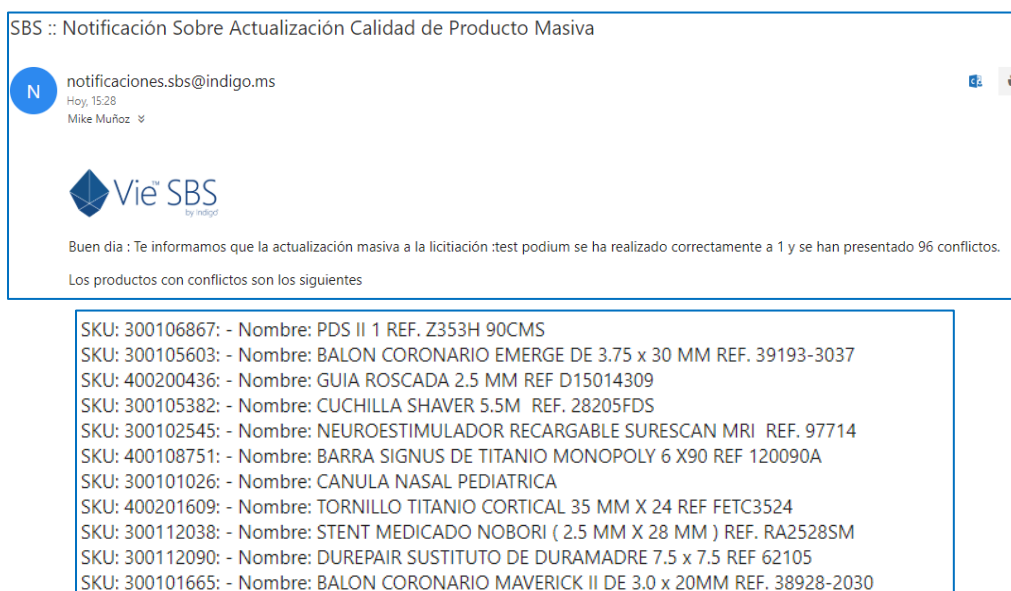 SBS :: Notificación Sobre Actualización Calidad de Producto Masiva
N
notificaciones.sbs@indigo.ms
Hoy, 15:28
Mike Muñoz
Vie™ SBS
by Indigo
Buen dia : Te informamos que la actualización masiva a la licitiación :test podium se ha realizado correctamente a 1 y se han presentado 96 conflictos.
Los productos con conflictos son los siguientes
SKU: 300106867: - Nombre: PDS II 1 REF. Z353H 90CMS
SKU: 300105603: - Nombre: BALON CORONARIO EMERGE DE 3.75 x 30 MM REF. 39193-3037
SKU: 400200436: - Nombre: GUIA ROSCADA 2.5 MM REF D15014309
SKU: 300105382: - Nombre: CUCHILLA SHAVER 5.5M  REF. 28205FDS
SKU: 300102545: - Nombre: NEUROESTIMULADOR RECARGABLE SURESCAN MRI  REF. 97714
SKU: 400108751: - Nombre: BARRA SIGNUS DE TITANIO MONOPOLY 6 X90 REF 120090A
SKU: 300101026: - Nombre: CANULA NASAL PEDIATRICA
SKU: 400201609: - Nombre: TORNILLO TITANIO CORTICAL 35 MM X 24 REF FETC3524
SKU: 300112038: - Nombre: STENT MEDICADO NOBORI ( 2.5 MM X 28 MM ) REF. RA2528SM
SKU: 300112090: - Nombre: DUREPAIR SUSTITUTO DE DURAMADRE 7.5 x 7.5 REF 62105
SKU: 300101665: - Nombre: BALON CORONARIO MAVERICK II DE 3.0 x 20MM REF. 38928-2030